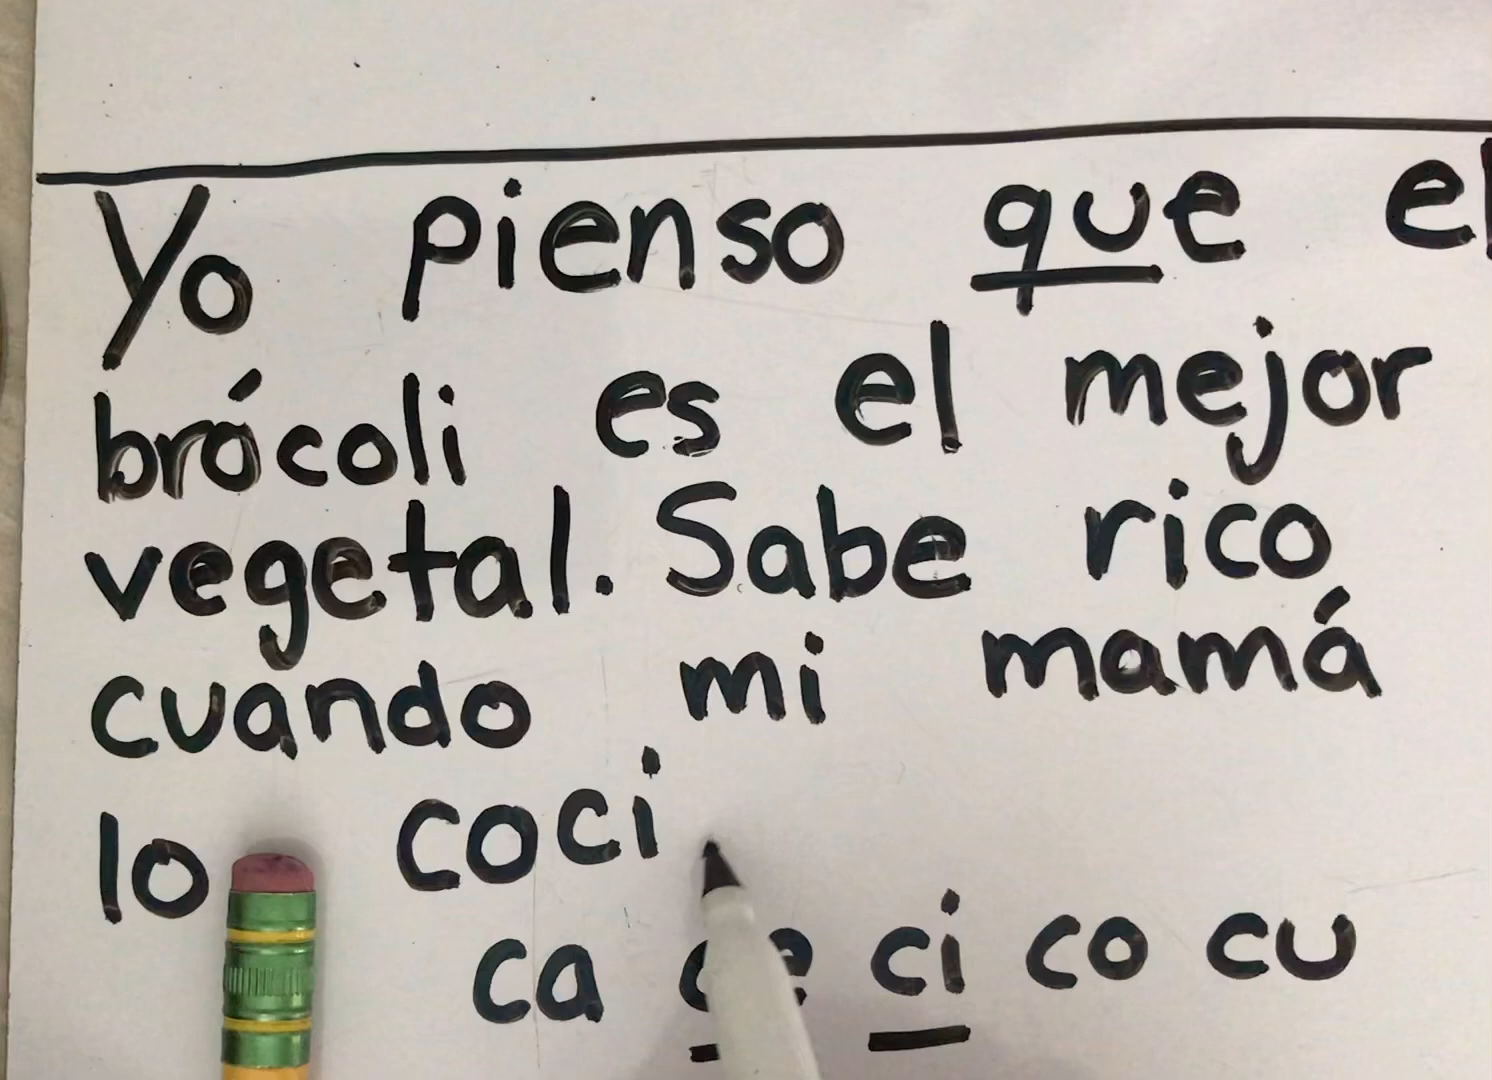 Yo pienso que el
brócoli es el mejor
vegetal. Sabe rico
cuando mi mamá
lo coci
ca ce ci co cu